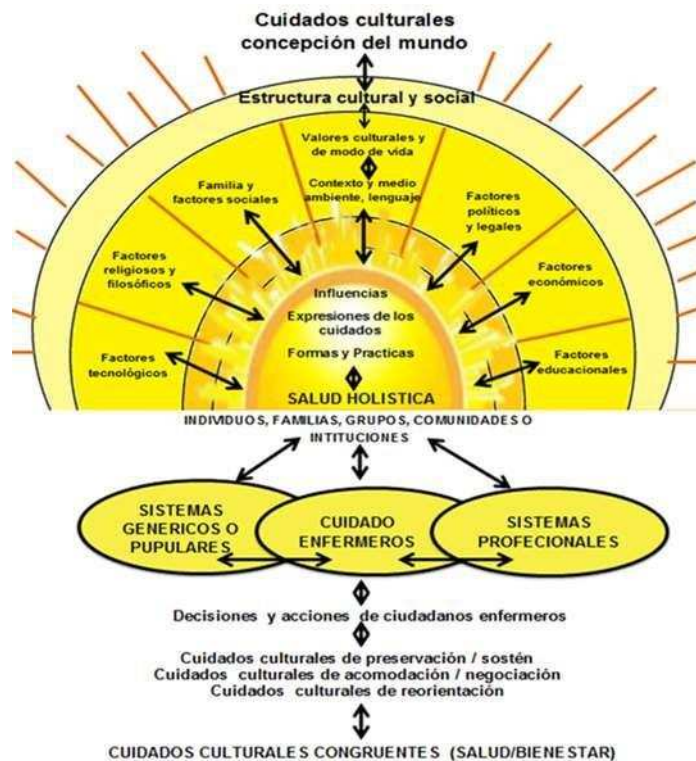 Cuidados culturales
concepción del mundo
Estructura cultural y social
Valores culturales y
de modo de vida
Familia y
factores sociales
Contexto y medio
ambiente, lenguaje
Factores
políticos
y legales
Factores
religiosos y
filosóficos
Factores
económicos
Factores
tecnológicos
Factores
educacionales
Influencias
Expresiones de los
cuidados
Formas y Practicas
SALUD HOLISTICA
INDIVIDUOS, FAMILIAS, GRUPOS, COMUNIDADES O
INTITUCIONES
SISTEMAS
GENERICOS O
PUPULARES
CUIDADO
ENFERMEROS
SISTEMAS
PROFECIONALES
Decisiones y acciones de ciudadanos enfermeros
Cuidados culturales de preservación / sostén
Cuidados culturales de acomodación / negociación
Cuidados culturales de reorientación
CUIDADOS CULTURALES CONGRUENTES (SALUD/BIENESTAR)